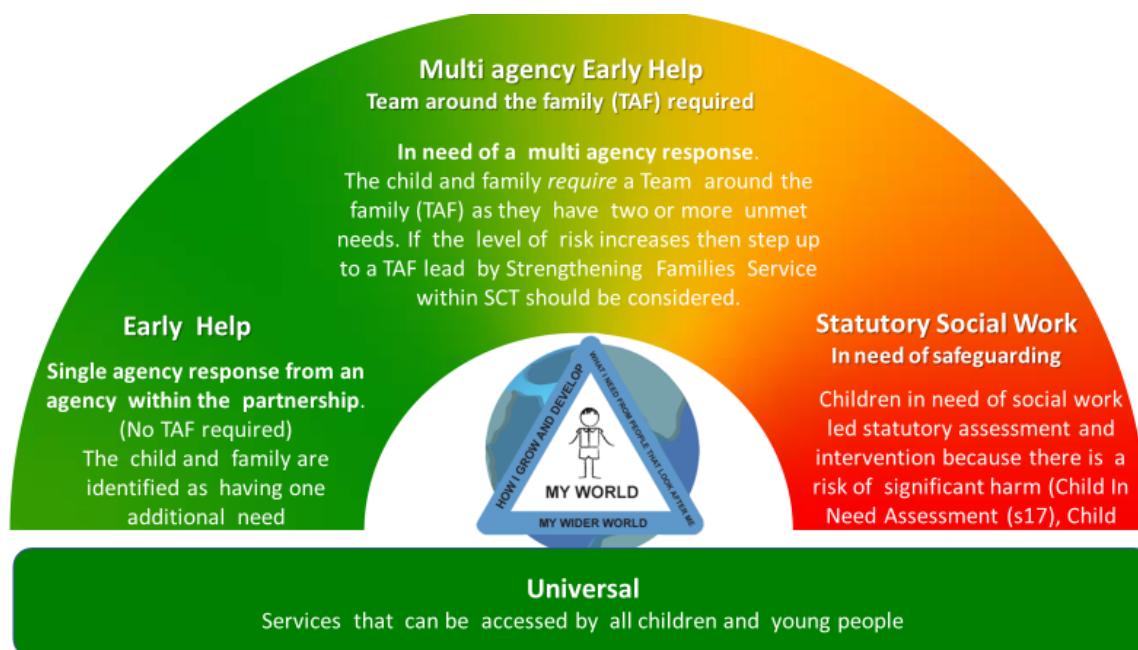 Multi agency Early Help
Team around the family (TAF) required
In need of a multi agency response.
The child and family require a Team around the
family (TAF) as they have two or more unmet
needs. If the level of risk increases then step up
to a TAF lead by Strengthening Families Service
within SCT should be considered.
Early Help
Single agency response from an
agency within the partnership.
(No TAF required)
The child and family are
identified as having one
additional need
Statutory Social Work
In need of safeguarding
Children in need of social work
led statutory assessment and
intervention because there is a
risk of significant harm (Child In
Need Assessment (s17), Child
HOW I GROW AND DEVELOP
WHAT I NEED FROM PEOPLE THAT LOOK AFTER ME
MY WORLD
MY WIDER WORLD
Universal
Services that can be accessed by all children and young people